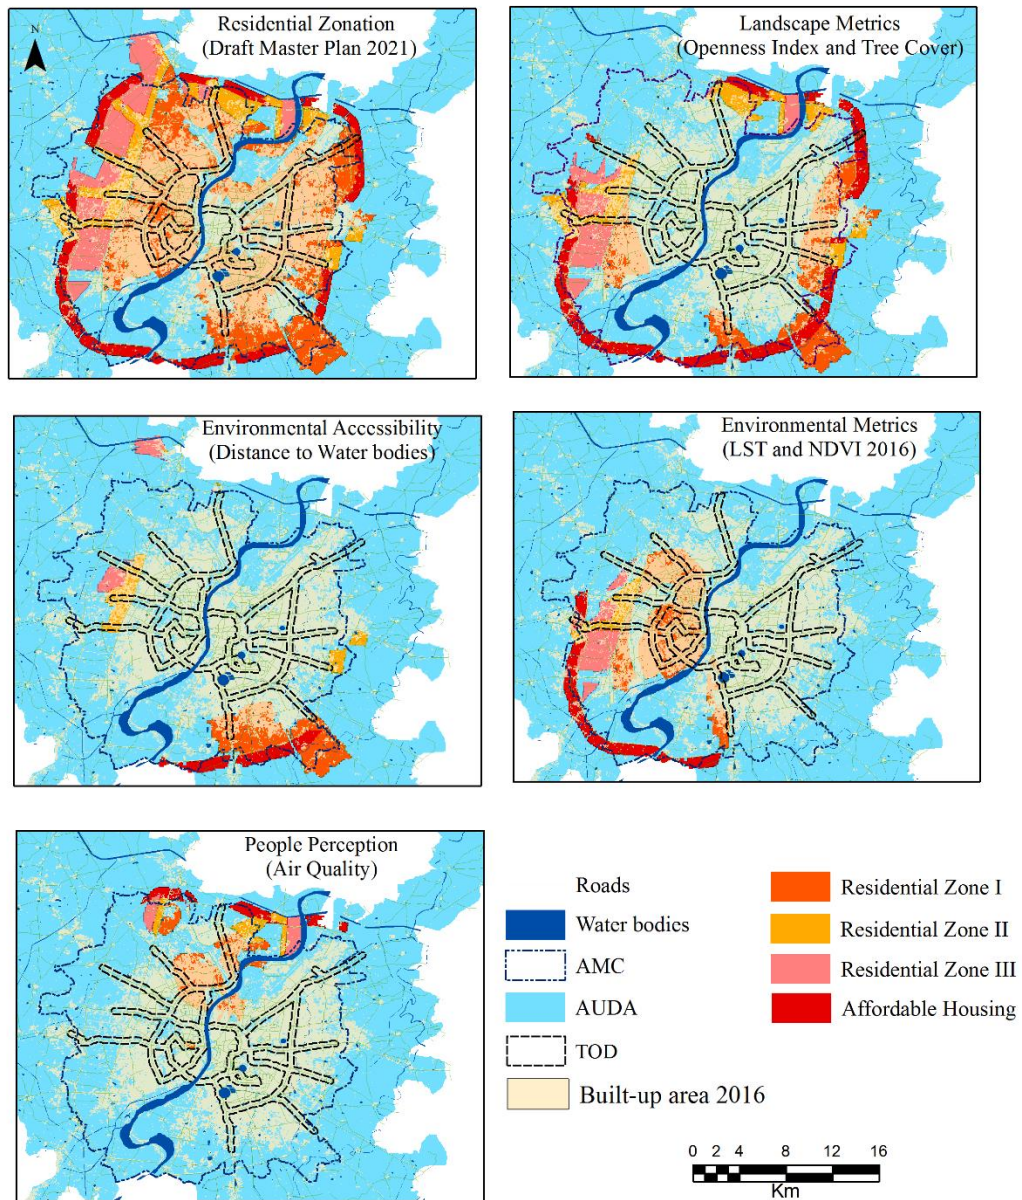 Residential Zonation
(Draft Master Plan 2021)
N
Landscape Metrics
(Openness Index and Tree Cover)
Environmental Accessibility
(Distance to Water bodies)
Environmental Metrics
(LST and NDVI 2016)
People Perception
(Air Quality)
Roads
Water bodies
AMC
AUDA
TOD
Built-up area 2016
Residential Zone I
Residential Zone II
Residential Zone III
Affordable Housing
0 2 4 8 12 16
Km